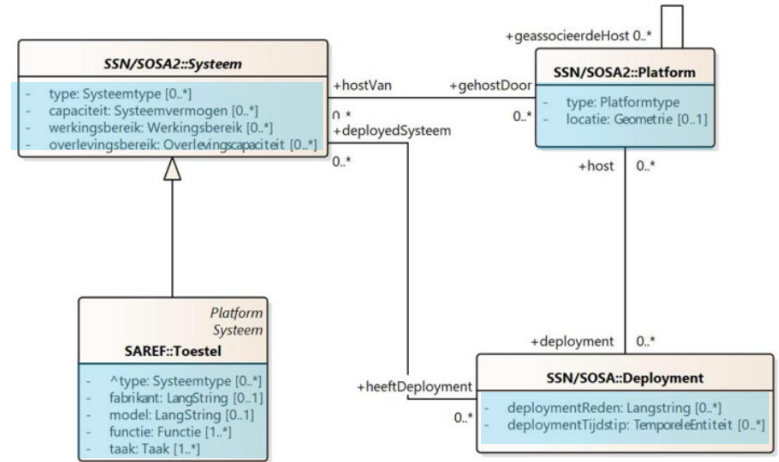 +geassocieerdeHost 0..*
SSN/SOSA2::Systeem
- type: Systeemtype [0..*]
- capaciteit: Systeemvermogen [0..*]
- werkingsbereik: Werkingsbereik [0..*]
- overlevingsbereik: Overlevingscapaciteit [0..*]
+hostVan
+gehostDoor
0..*
0..*
SSN/SOSA2::Platform
- type: Platformtype
- locatie: Geometrie [0..1]
+deployedSysteem
0..*
+host 0..*
Platform
Systeem
SAREF::Toestel
- ^type: Systeemtype [0..*]
- fabrikant: LangString [0..1]
- model: LangString [0..1]
- functie: Functie [1..*]
- taak: Taak [1..*]
+deployment 0..*
+heeftDeployment
0..*
SSN/SOSA::Deployment
- deploymentReden: Langstring [0..*]
- deploymentTijdstip: TemporeleEntiteit [0..*]